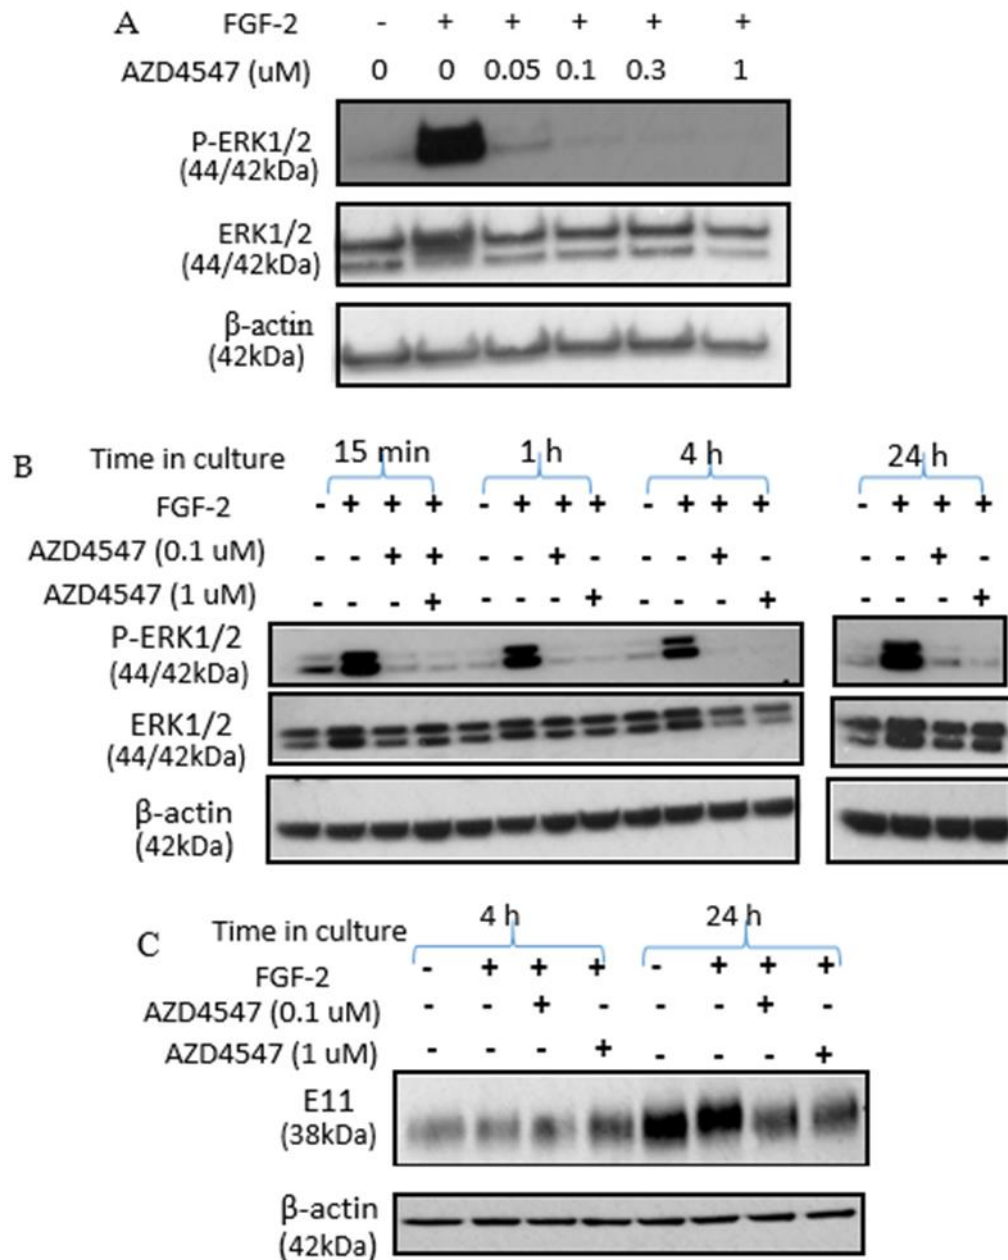 A FGF-2 - + + + + +
AZD4547 (uM) 0 0 0.05 0.1 0.3 1
P-ERK1/2
(44/42kDa)
ERK1/2
(44/42kDa)
β-actin
(42kDa)
B Time in culture 15 min 1 h 4 h 24 h
FGF-2 - + + + - + + + - + + + - + + +
AZD4547 (0.1 uM) - - + + - - + - - - + - - - + -
AZD4547 (1 uM) - - - + - - - + - - - + - - - +
P-ERK1/2
(44/42kDa)
ERK1/2
(44/42kDa)
β-actin
(42kDa)
C Time in culture 4 h 24 h
FGF-2 - + + + - + + +
AZD4547 (0.1 uM) - - + - - - + -
AZD4547 (1 uM) - - - + - - - +
E11
(38kDa)
β-actin
(42kDa)